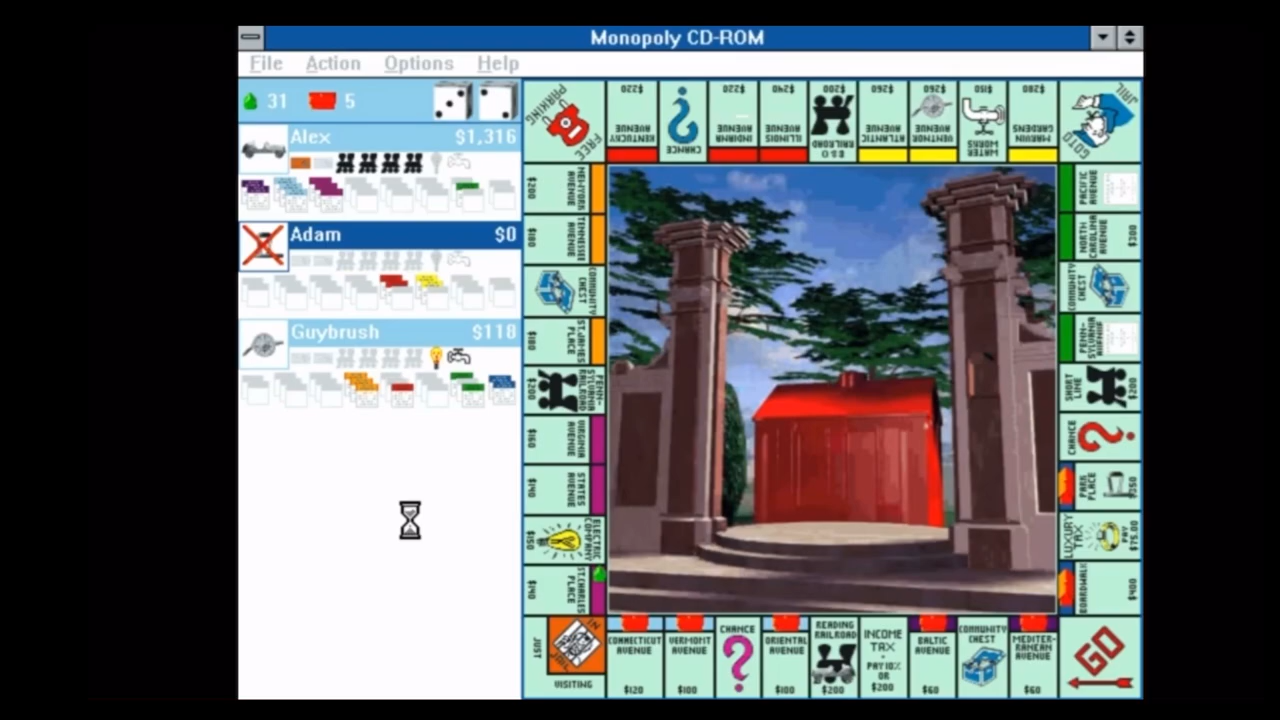 Monopoly CD-ROM
File Action Options Help
31 5
Alex $1,316
Adam $0
Guybrush $118
FREE PARKING
$220 KENTUCKY AVENUE
CHANCE
$220 INDIANA AVENUE
$240 ILLINOIS AVENUE
$200 B&O RAILROAD
$260 ATLANTIC AVENUE
$260 VENTNOR AVENUE
$150 WATER WORKS
$280 MARVIN GARDENS
GO TO JAIL
$200 NEW YORK AVENUE
$180 TENNESSEE AVENUE
COMMUNITY CHEST
$180 ST. JAMES PLACE
$200 PENN-SYLVANIA RAILROAD
$160 VIRGINIA AVENUE
$140 STATES AVENUE
$150 ELECTRIC COMPANY
$140 ST. CHARLES PLACE
PACIFIC AVENUE
NORTH CAROLINA AVENUE $300
COMMUNITY CHEST
PENN-SYLVANIA AVENUE
SHORT LINE $200
CHANCE
PARK PLACE $350
LUXURY TAX PAY $75.00
BOARDWALK $400
JUST VISITING
IN JAIL
CONNECTICUT AVENUE $120
VERMONT AVENUE $100
CHANCE
ORIENTAL AVENUE $100
READING RAILROAD $200
INCOME TAX PAY 10% OR $200
BALTIC AVENUE $60
COMMUNITY CHEST
MEDITER-RANEAN AVENUE $60
GO